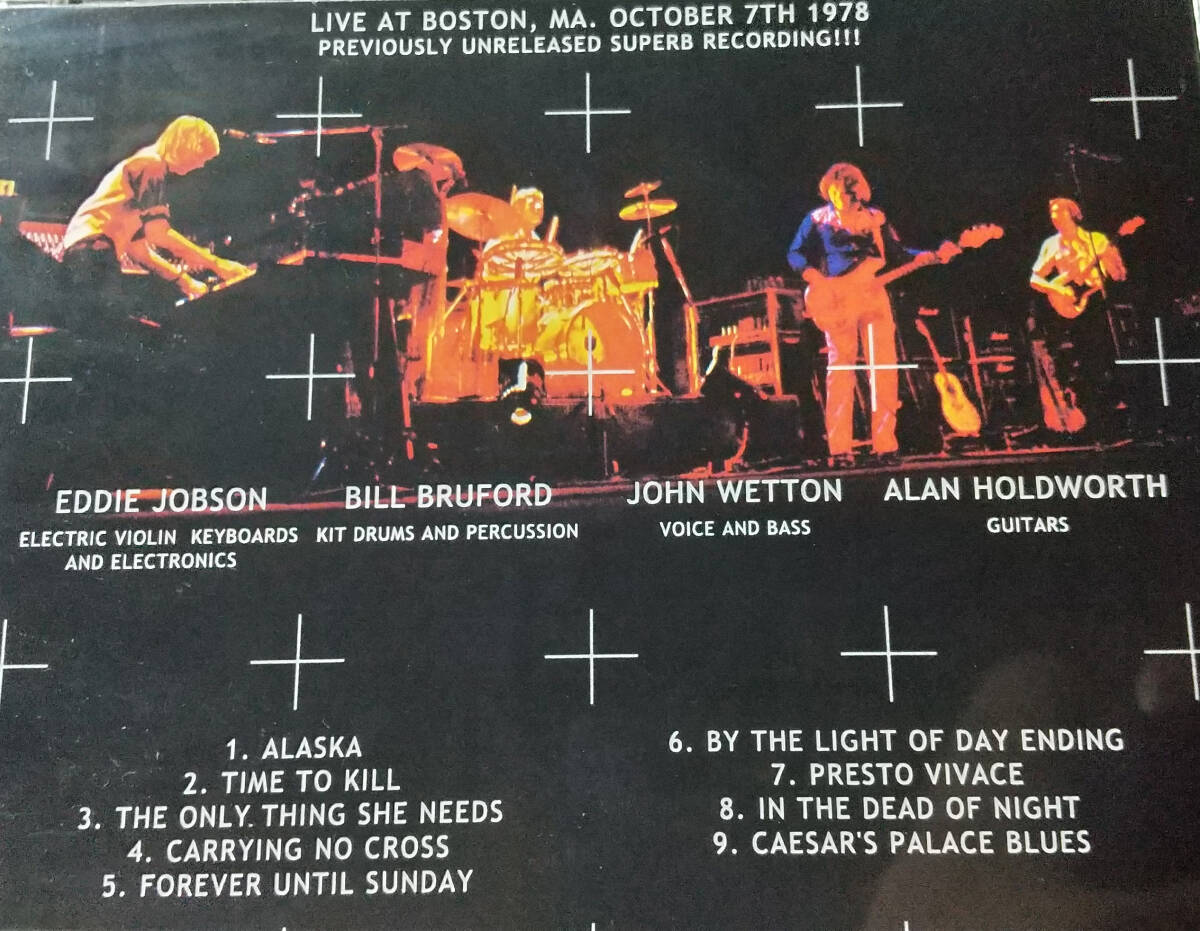 LIVE AT BOSTON, MA. OCTOBER 7TH 1978
PREVIOUSLY UNRELEASED SUPERB RECORDING!!!
EDDIE JOBSON
ELECTRIC VIOLIN KEYBOARDS
AND ELECTRONICS
BILL BRUFORD
KIT DRUMS AND PERCUSSION
JOHN WETTON
VOICE AND BASS
ALAN HOLDWORTH
GUITARS
1. ALASKA
2. TIME TO KILL
3. THE ONLY THING SHE NEEDS
4. CARRYING NO CROSS
5. FOREVER UNTIL SUNDAY
6. BY THE LIGHT OF DAY ENDING
7. PRESTO VIVACE
8. IN THE DEAD OF NIGHT
9. CAESAR'S PALACE BLUES